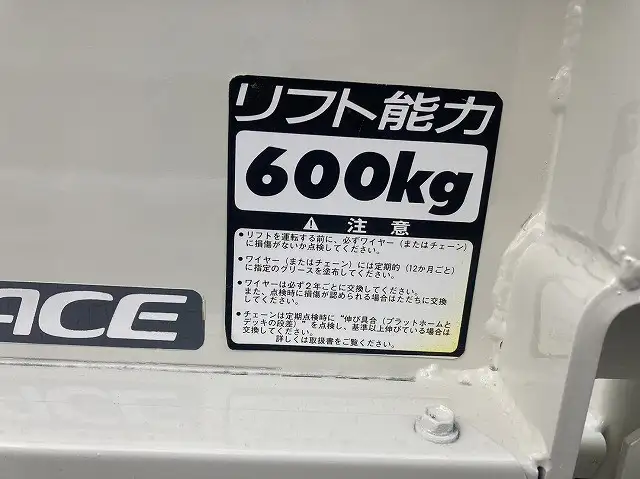 リフト能力
600kg
⚠ 注意
●リフトを運転する前に、必ずワイヤー（またはチェーン）
に損傷がないか点検してください。
●ワイヤー（またはチェーン）には定期的（12か月ごと）
に指定のグリースを塗布してください。
●ワイヤーは必ず2年ごとに交換してください。
また、点検時に損傷が認められる場合はただちに交換
してください。
●チェーンは定期点検時に“伸び具合（プラットホームと
デッキの段差）”を点検し、基準以上伸びている場合は
交換してください。
詳しくは取扱書をご覧ください。
ACE